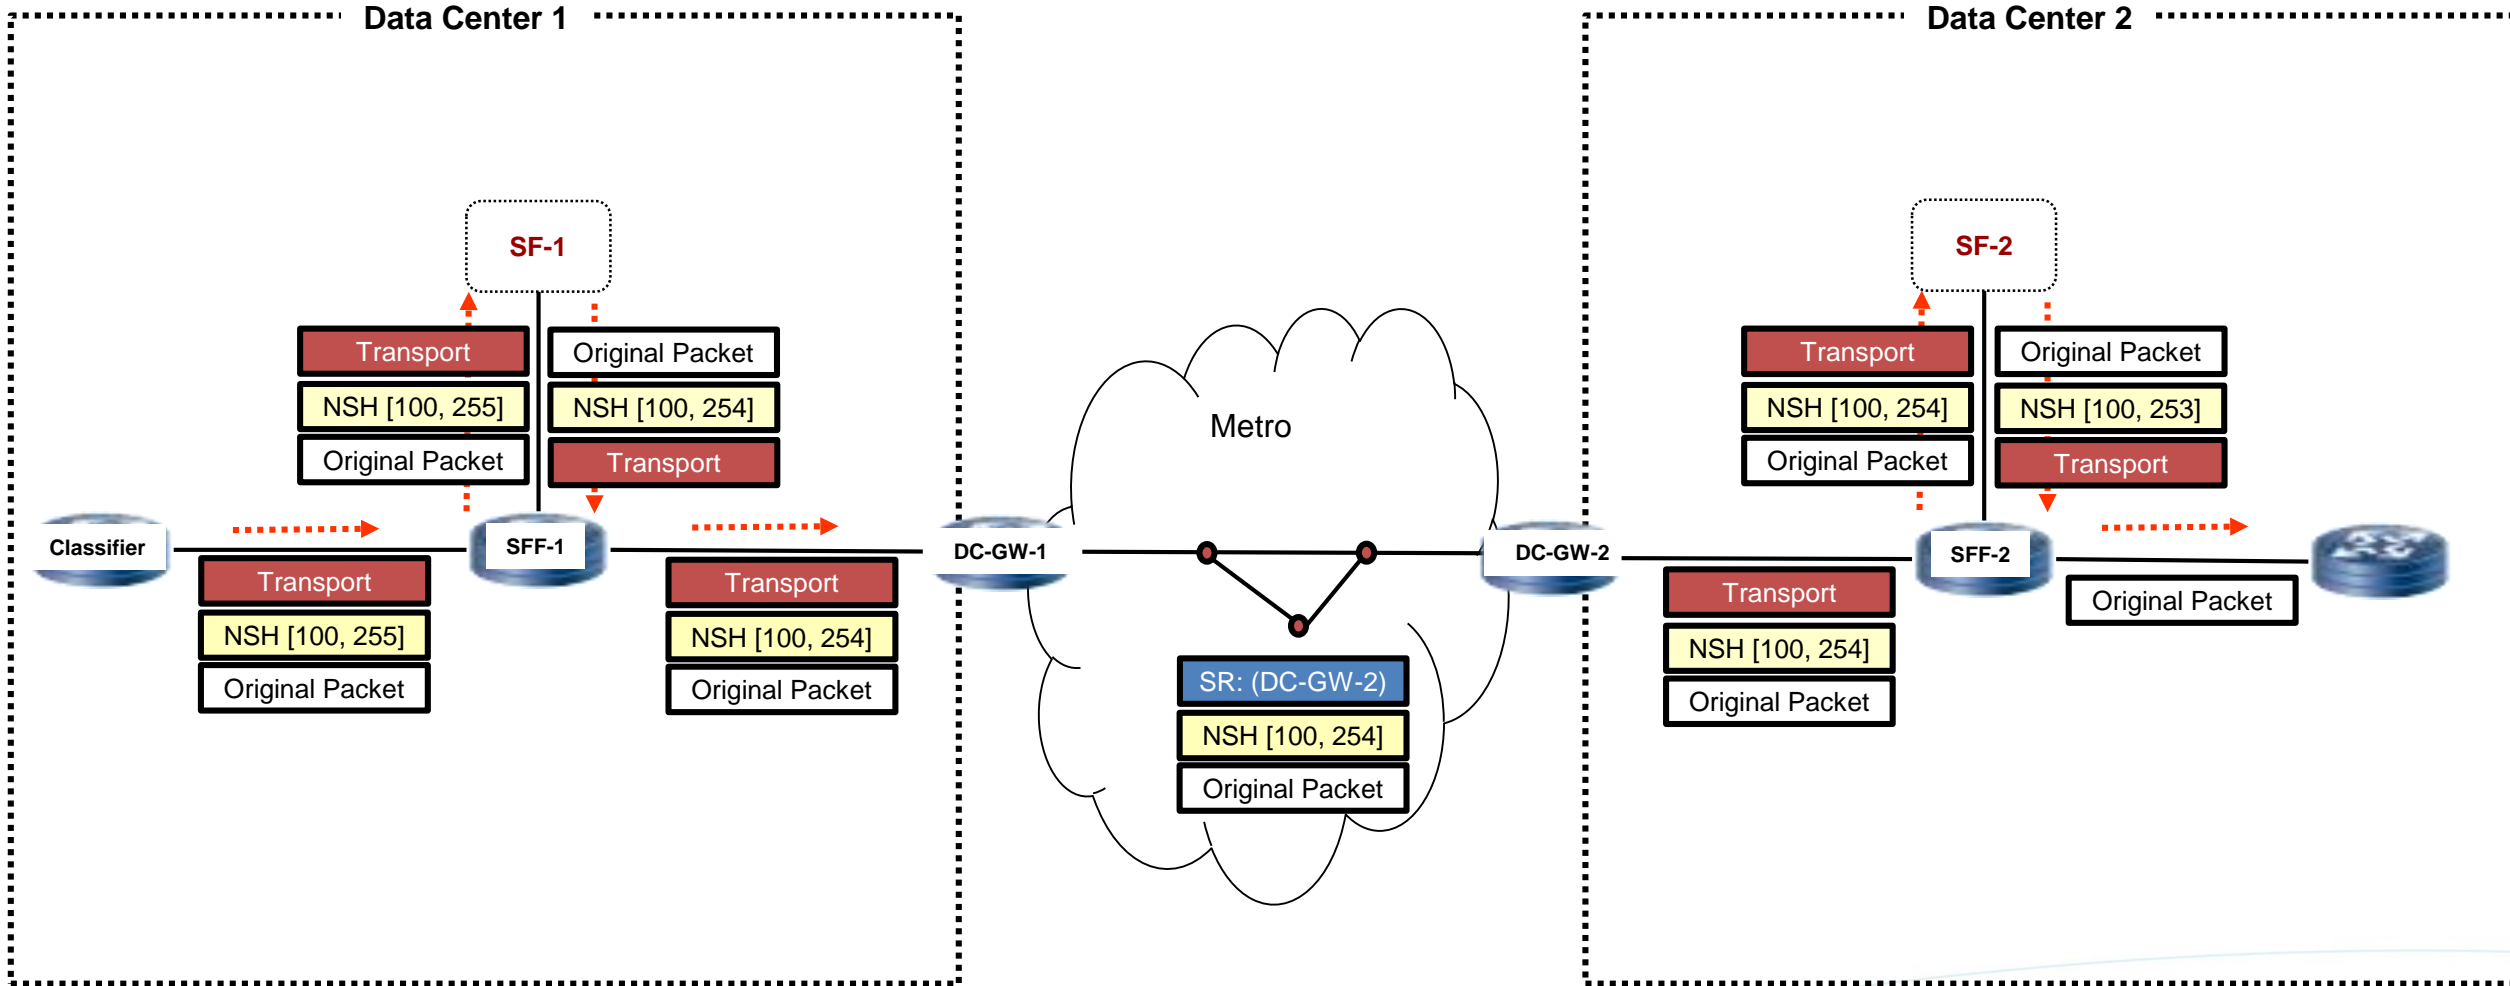 Data Center 1
Data Center 2
SF-1
SF-2
Transport
NSH [100, 255]
Original Packet
Original Packet
NSH [100, 254]
Transport
Metro
Transport
NSH [100, 254]
Original Packet
Original Packet
NSH [100, 253]
Transport
Classifier
SFF-1
DC-GW-1
DC-GW-2
SFF-2
Transport
NSH [100, 255]
Original Packet
Transport
NSH [100, 254]
Original Packet
SR: (DC-GW-2)
NSH [100, 254]
Original Packet
Transport
NSH [100, 254]
Original Packet
Original Packet